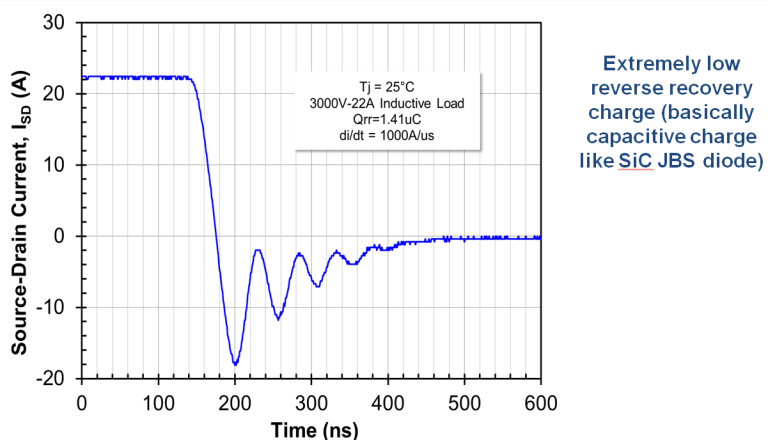 30
20
10
0
-10
-20
0
100
200
300
400
500
600
Source-Drain Current, ISD (A)
Time (ns)
Tj = 25°C
3000V-22A Inductive Load
Qrr=1.41uC
di/dt = 1000A/us
Extremely low
reverse recovery
charge (basically
capacitive charge
like SiC JBS diode)